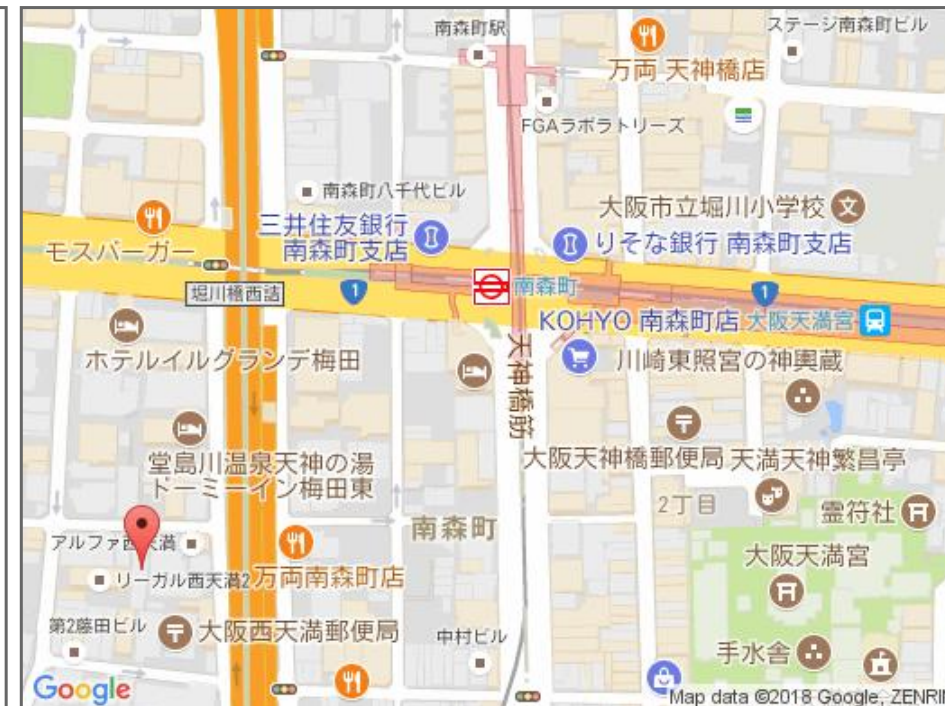 南森町駅
ステージ南森町ビル
万両 天神橋店
FGAラボラトリーズ
南森町八千代ビル
三井住友銀行
南森町支店
大阪市立堀川小学校
文
りそな銀行 南森町支店
モスバーガー
堀川橋西詰
1
南森町
1
KOHYO 南森町店
大阪天満宮
ホテルイルグランデ梅田
天神橋筋
川崎東照宮の神輿蔵
堂島川温泉天神の湯
ドーミーイン梅田東
大阪天神橋郵便局
天満天神繁昌亭
2丁目
霊符社
南森町
アルファ西天満
リーガル西天満2
万両南森町店
大阪天満宮
第2藤田ビル
大阪西天満郵便局
中村ビル
手水舎
Google
Map data ©2018 Google, ZENRI